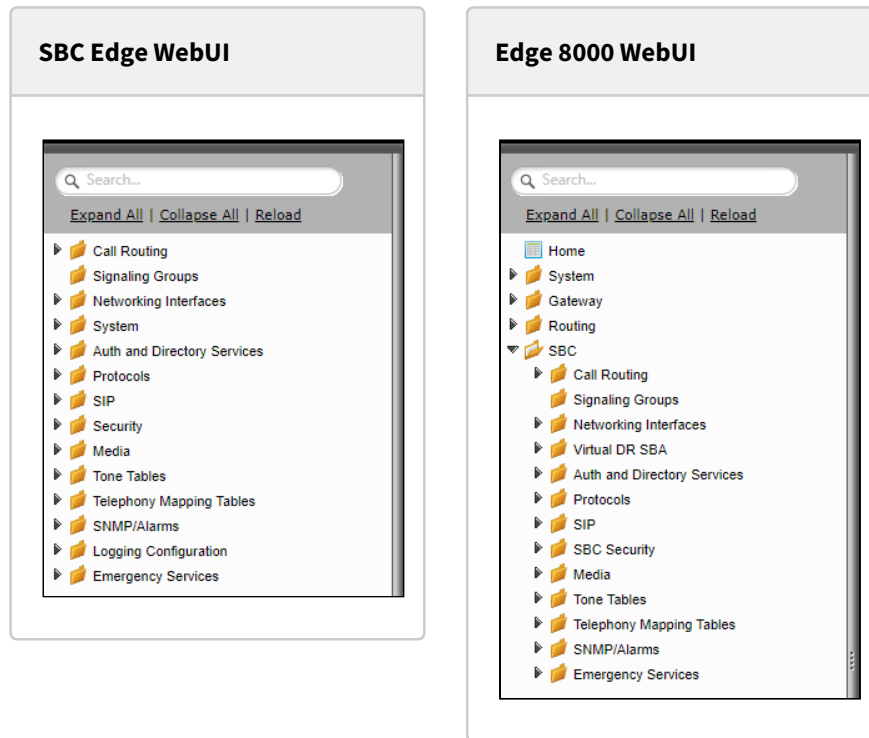 SBC Edge WebUI
Search...
Expand All | Collapse All | Reload
Call Routing
Signaling Groups
Networking Interfaces
System
Auth and Directory Services
Protocols
SIP
Security
Media
Tone Tables
Telephony Mapping Tables
SNMP/Alarms
Logging Configuration
Emergency Services
Edge 8000 WebUI
Search...
Expand All | Collapse All | Reload
Home
System
Gateway
Routing
SBC
Call Routing
Signaling Groups
Networking Interfaces
Virtual DR SBA
Auth and Directory Services
Protocols
SIP
SBC Security
Media
Tone Tables
Telephony Mapping Tables
SNMP/Alarms
Emergency Services